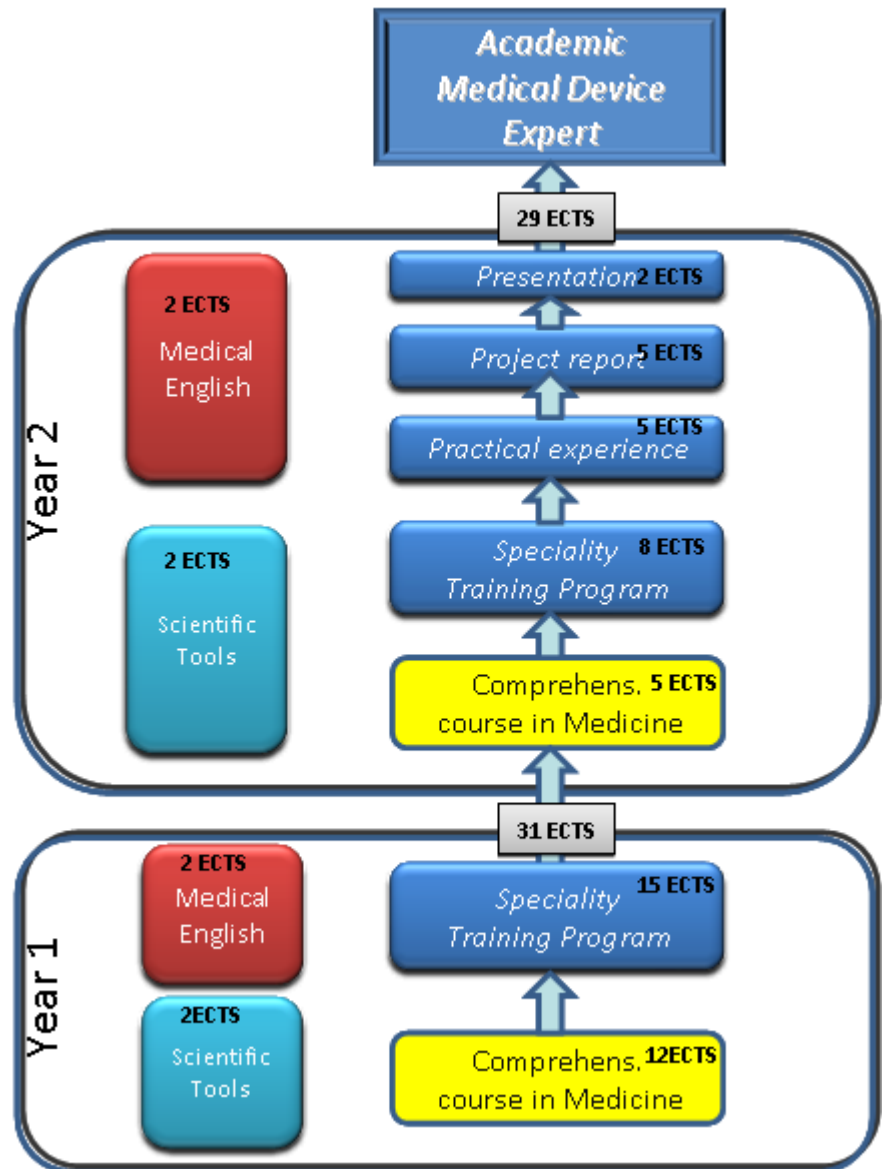 Academic
Medical Device
Expert
29 ECTS
Year 2
2 ECTS
Medical
English
2 ECTS
Scientific
Tools
Presentation 2 ECTS
Project report 5 ECTS
5 ECTS
Practical experience
Speciality 8 ECTS
Training Program
Comprehens. 5 ECTS
course in Medicine
31 ECTS
Year 1
2 ECTS
Medical
English
2ECTS
Scientific
Tools
Speciality 15 ECTS
Training Program
Comprehens. 12ECTS
course in Medicine